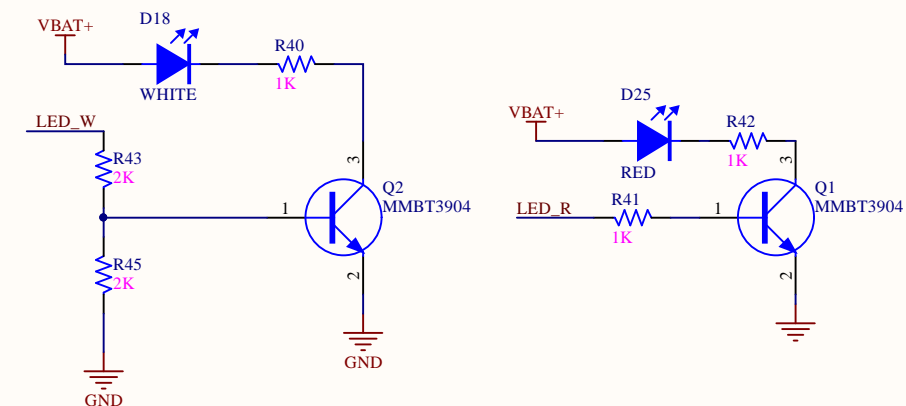 VBAT+
D18
WHITE
R40
1K
LED_W
R43
2K
R45
2K
GND
1
3
2
Q2
MMBT3904
GND
VBAT+
D25
RED
R42
1K
LED_R
R41
1K
1
3
2
Q1
MMBT3904